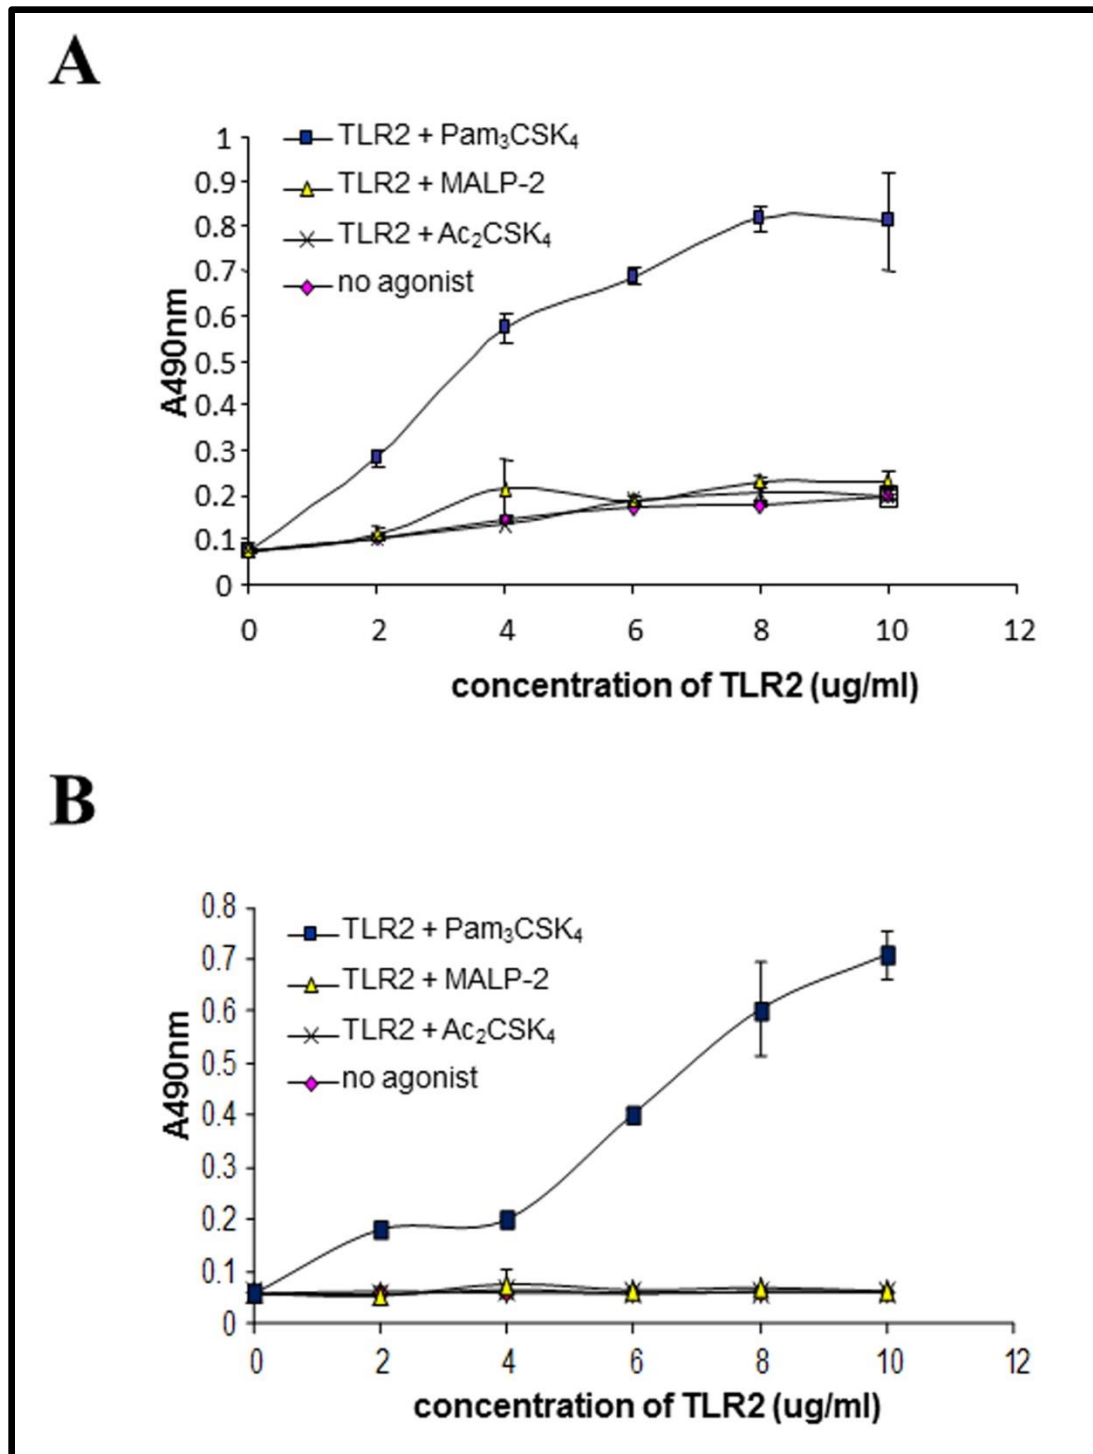 A
TLR2 + Pam₃CSK₄
TLR2 + MALP-2
TLR2 + Ac₂CSK₄
no agonist
1
0.9
0.8
0.7
0.6
0.5
0.4
0.3
0.2
0.1
0
A490nm
0 2 4 6 8 10 12
concentration of TLR2 (ug/ml)
B
TLR2 + Pam₃CSK₄
TLR2 + MALP-2
TLR2 + Ac₂CSK₄
no agonist
0.8
0.7
0.6
0.5
0.4
0.3
0.2
0.1
0
A490nm
0 2 4 6 8 10 12
concentration of TLR2 (ug/ml)